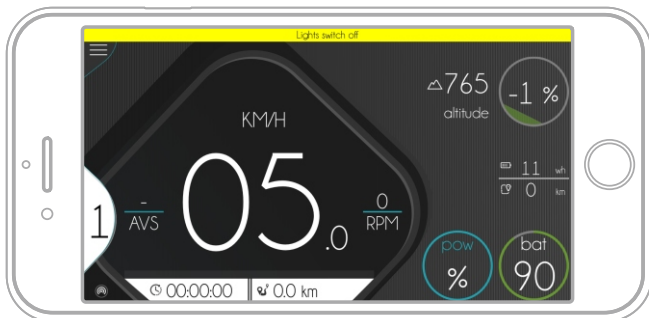 Lights switch off
765
altitude
-1 %
KM/H
05.0
1
-
AVS
0
RPM
11 wh
0 km
pow
%
bat
90
00:00:00
0.0 km